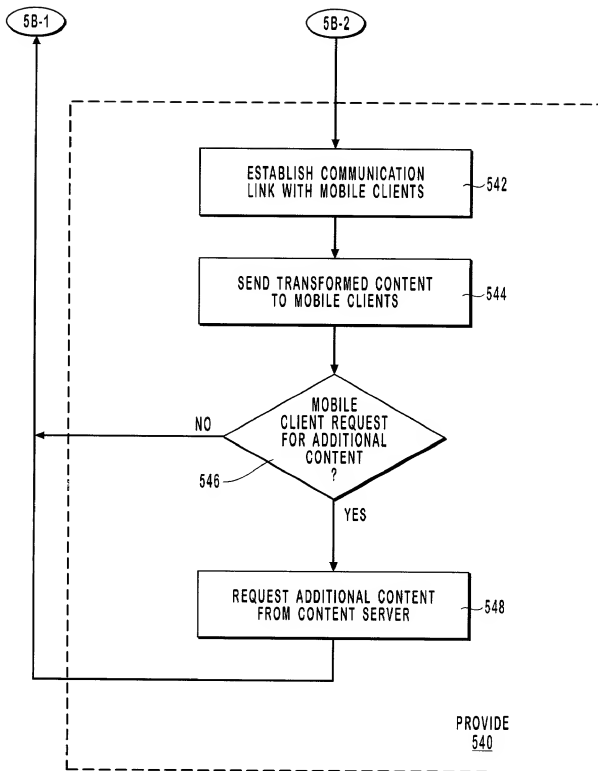 5B-1
5B-2
ESTABLISH COMMUNICATION
LINK WITH MOBILE CLIENTS
542
SEND TRANSFORMED CONTENT
TO MOBILE CLIENTS
544
MOBILE
CLIENT REQUEST
FOR ADDITIONAL
CONTENT
?
NO
546
YES
REQUEST ADDITIONAL CONTENT
FROM CONTENT SERVER
548
PROVIDE
540